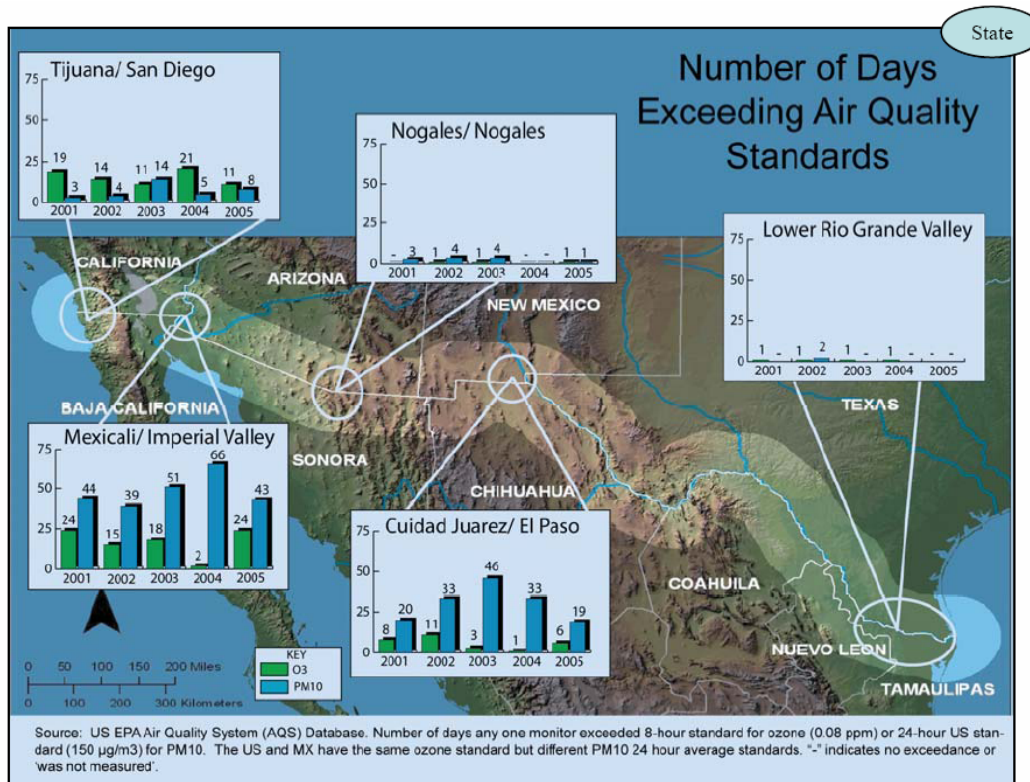 State
Number of Days
Exceeding Air Quality
Standards
Tijuana/ San Diego
75
50
25
0
19 3 14 4 11 14 21 5 11 8
2001 2002 2003 2004 2005
Nogales/ Nogales
75
50
25
0
- 3 1 4 1 4 - - 1 1
2001 2002 2003 2004 2005
Lower Rio Grande Valley
75
50
25
0
1 - 1 2 1 - 1 - - -
2001 2002 2003 2004 2005
CALIFORNIA
ARIZONA
NEW MEXICO
TEXAS
BAJA CALIFORNIA
SONORA
CHIHUAHUA
COAHUILA
NUEVO LEON
TAMAULIPAS
Mexicali/ Imperial Valley
75
50
25
0
24 44 15 39 18 51 2 66 24 43
2001 2002 2003 2004 2005
Cuidad Juarez/ El Paso
75
50
25
0
8 20 11 33 3 46 1 33 6 19
2001 2002 2003 2004 2005
0 50 100 150 200 Miles
0 100 200 300 Kilometers
KEY
O3
PM10
Source: US EPA Air Quality System (AQS) Database. Number of days any one monitor exceeded 8-hour standard for ozone (0.08 ppm) or 24-hour US stan-
dard (150 µg/m3) for PM10. The US and MX have the same ozone standard but different PM10 24 hour average standards. "-" indicates no exceedance or
'was not measured'.